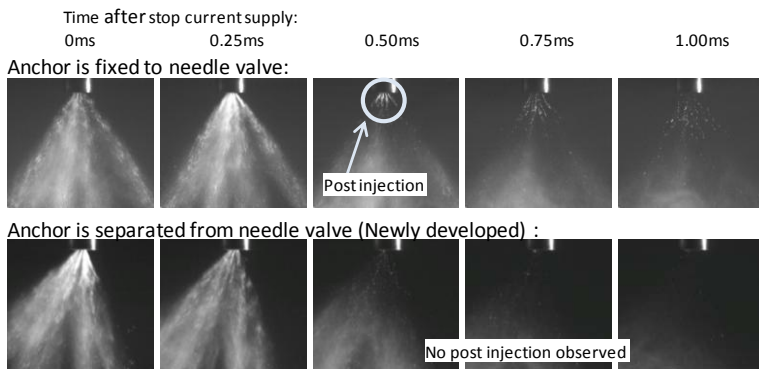 Time after stop current supply:
0ms 0.25ms 0.50ms 0.75ms 1.00ms
Anchor is fixed to needle valve:
Post injection
Anchor is separated from needle valve (Newly developed) :
No post injection observed